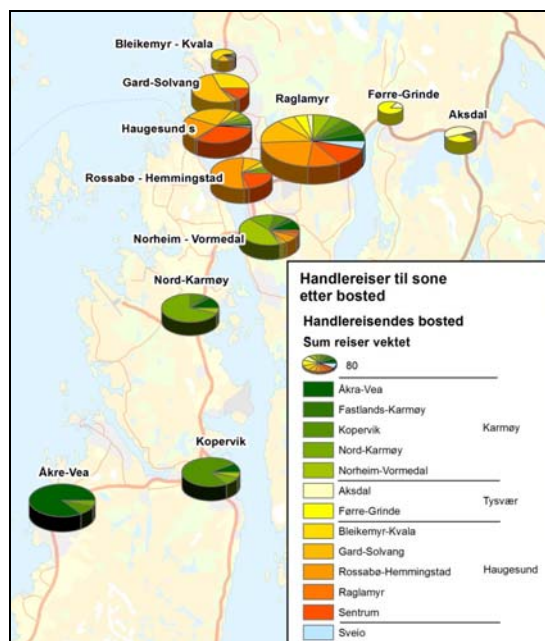 Bleikemyr - Kvala
Gard-Solvang
Raglamyr
Førre-Grinde
Aksdal
Haugesund s
Rossabø - Hemmingstad
Norheim - Vormedal
Nord-Karmøy
Kopervik
Åkre-Vea
Handlereiser til sone
etter bosted
Handlereisendes bosted
Sum reiser vektet
80
Åkra-Vea
Fastlands-Karmøy
Kopervik
Karmøy
Nord-Karmøy
Norheim-Vormedal
Aksdal
Tysvær
Førre-Grinde
Bleikemyr-Kvala
Gard-Solvang
Rossabø-Hemmingstad
Haugesund
Raglamyr
Sentrum
Sveio